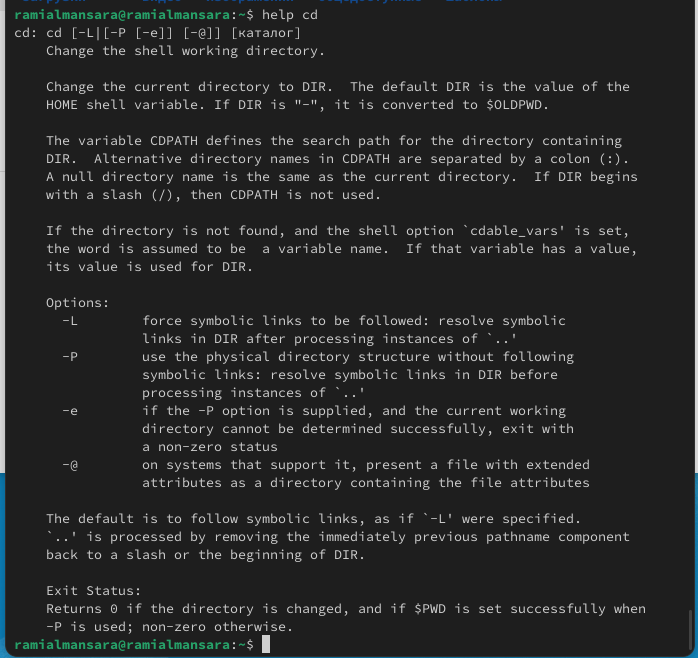 ramialmansara@ramialmansara:~$ help cd
cd: cd [-L|[-P [-e]] [-@]] [каталог]
    Change the shell working directory.

    Change the current directory to DIR.  The default DIR is the value of the
    HOME shell variable. If DIR is "-", it is converted to $OLDPWD.

    The variable CDPATH defines the search path for the directory containing
    DIR.  Alternative directory names in CDPATH are separated by a colon (:).
    A null directory name is the same as the current directory.  If DIR begins
    with a slash (/), then CDPATH is not used.

    If the directory is not found, and the shell option `cdable_vars' is set,
    the word is assumed to be  a variable name.  If that variable has a value,
    its value is used for DIR.

    Options:
      -L        force symbolic links to be followed: resolve symbolic
                links in DIR after processing instances of `..'
      -P        use the physical directory structure without following
                symbolic links: resolve symbolic links in DIR before
                processing instances of `..'
      -e        if the -P option is supplied, and the current working
                directory cannot be determined successfully, exit with
                a non-zero status
      -@        on systems that support it, present a file with extended
                attributes as a directory containing the file attributes

    The default is to follow symbolic links, as if `-L' were specified.
    `..' is processed by removing the immediately previous pathname component
    back to a slash or the beginning of DIR.

    Exit Status:
    Returns 0 if the directory is changed, and if $PWD is set successfully when
    -P is used; non-zero otherwise.
ramialmansara@ramialmansara:~$